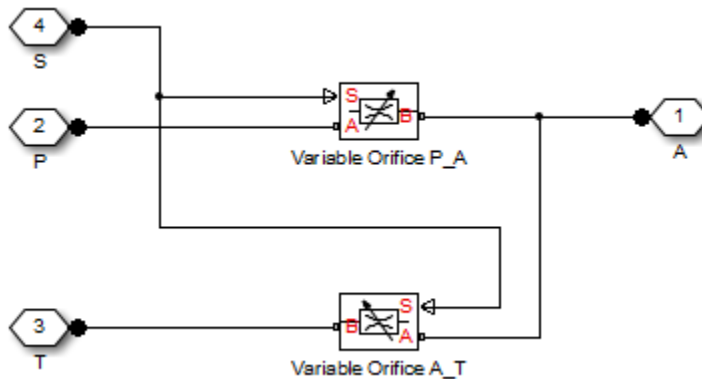 4
S
S
A
B
Variable Orifice P_A
2
P
1
A
S
B
A
Variable Orifice A_T
3
T